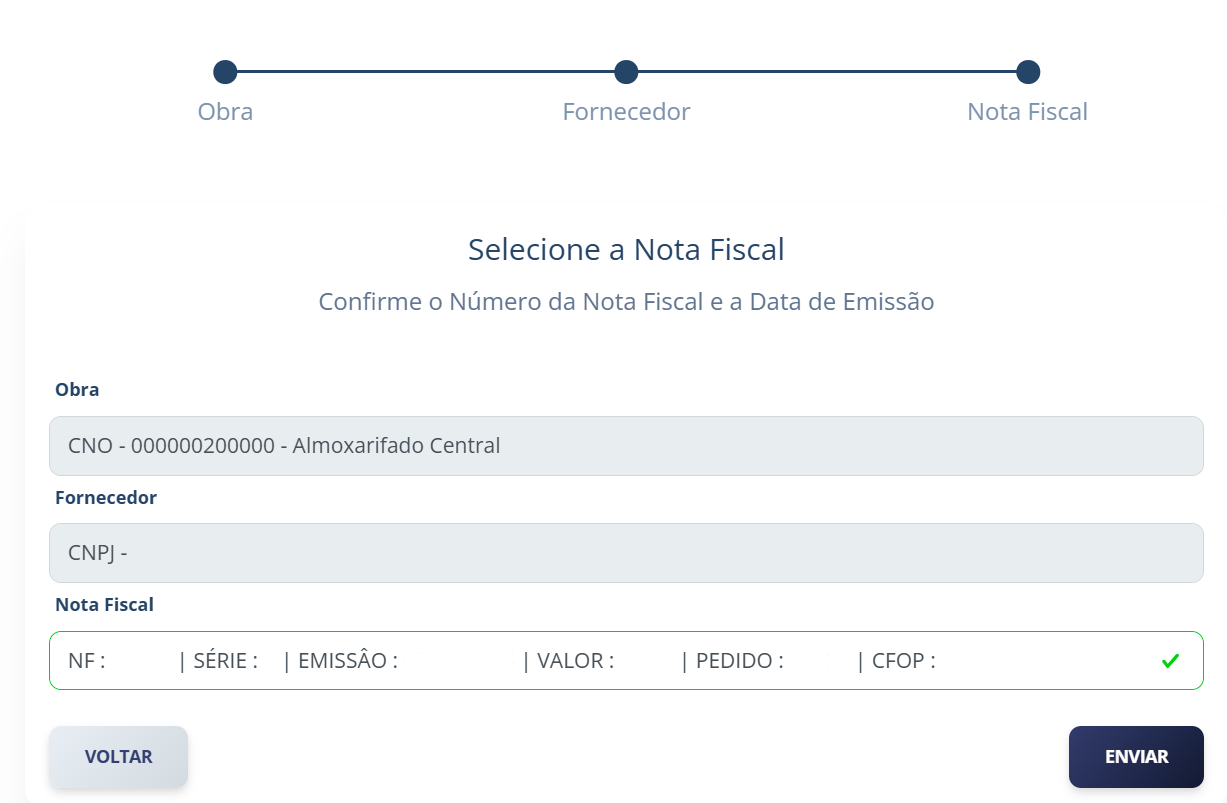 Obra Fornecedor Nota Fiscal
Selecione a Nota Fiscal
Confirme o Número da Nota Fiscal e a Data de Emissão
Obra
CNO - 000000200000 - Almoxarifado Central
Fornecedor
CNPJ -
Nota Fiscal
NF : | SÉRIE : | EMISSÂO : | VALOR : | PEDIDO : | CFOP :
VOLTAR ENVIAR